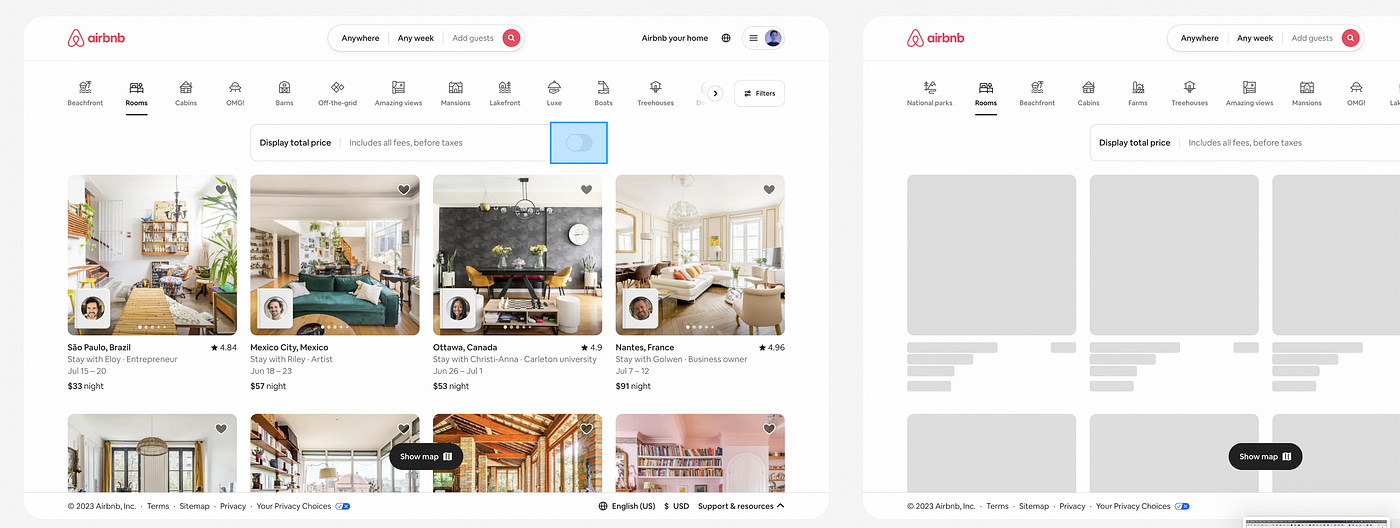 airbnb
Anywhere Any week Add guests
Airbnb your home
Beachfront Rooms Cabins OMG! Barns Off-the-grid Amazing views Mansions Lakefront Luxe Boats Treehouses
Filters
Display total price Includes all fees, before taxes
São Paulo, Brazil ★ 4.84
Stay with Eloy · Entrepreneur
Jul 15 – 20
$33 night
Mexico City, Mexico
Stay with Riley · Artist
Jun 18 – 23
$57 night
Ottawa, Canada ★ 4.9
Stay with Christi-Anna · Carleton university
Jun 26 – Jul 1
$53 night
Nantes, France ★ 4.96
Stay with Golwen · Business owner
Jul 7 – 12
$91 night
Show map
© 2023 Airbnb, Inc. · Terms · Sitemap · Privacy · Your Privacy Choices
English (US) $ USD Support & resources
airbnb
Anywhere Any week Add guests
National parks Rooms Beachfront Cabins Farms Treehouses Amazing views Mansions OMG!
Display total price Includes all fees, before taxes
Show map
© 2023 Airbnb, Inc. · Terms · Sitemap · Privacy · Your Privacy Choices